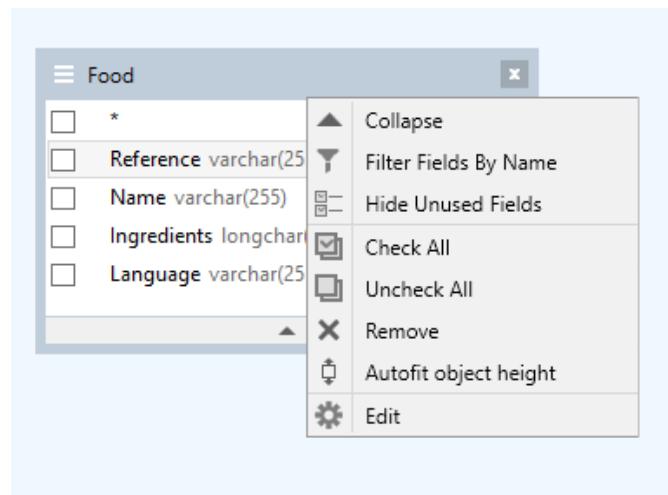 Food
*
Reference varchar(25
Name varchar(255)
Ingredients longchar(
Language varchar(25
Collapse
Filter Fields By Name
Hide Unused Fields
Check All
Uncheck All
Remove
Autofit object height
Edit